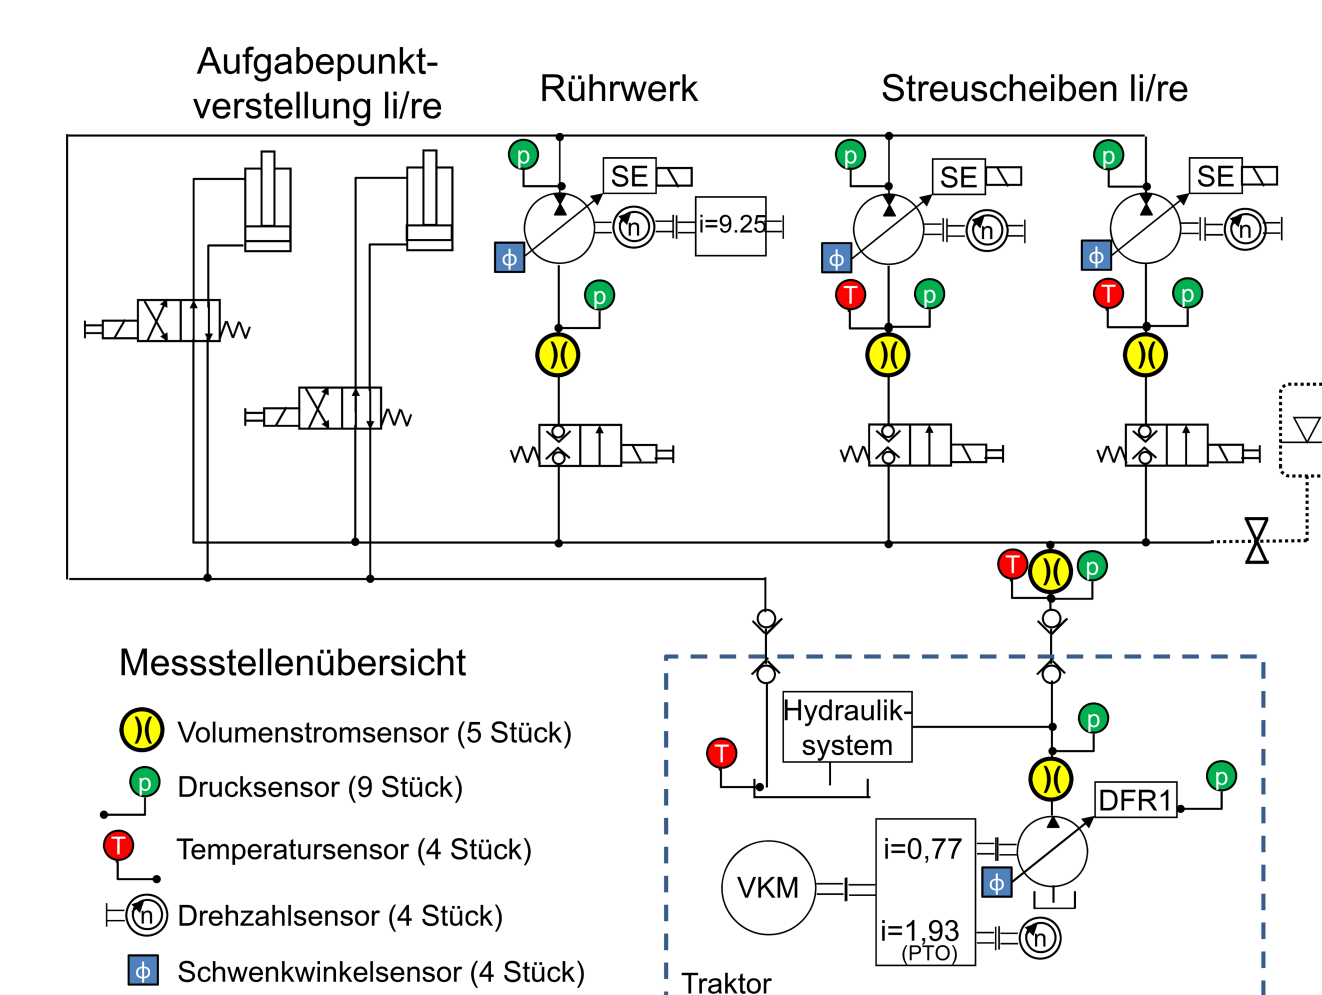 Aufgabepunkt-
verstellung li/re
Rührwerk
Streuscheiben li/re
p
p
p
SE
SE
SE
n
i=9.25
n
n
ϕ
ϕ
ϕ
p
T
p
T
p
)(
)(
)(
T
)(
p
Messstellenübersicht
)( Volumenstromsensor (5 Stück)
p Drucksensor (9 Stück)
T Temperatursensor (4 Stück)
n Drehzahlsensor (4 Stück)
ϕ Schwenkwinkelsensor (4 Stück)
Hydraulik-
system
p
T
)(
DFR1
p
VKM
i=0,77
ϕ
i=1,93
(PTO)
n
Traktor